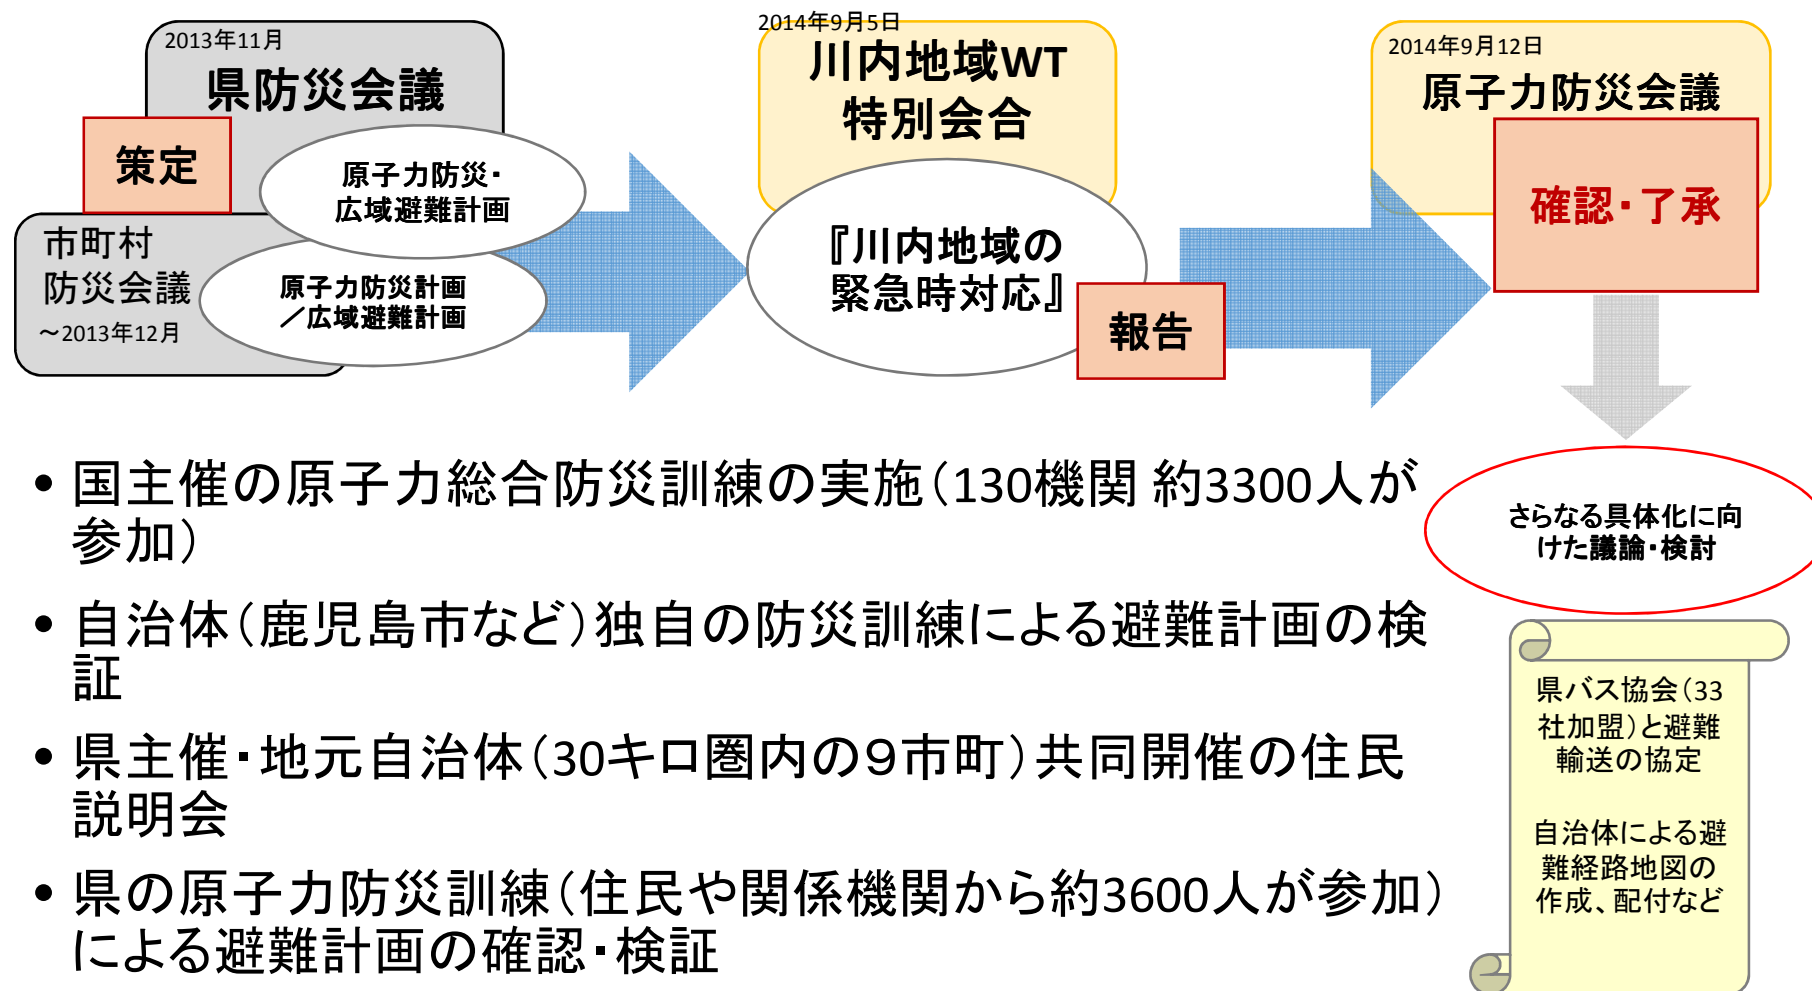 2013年11月
県防災会議
策定
原子力防災・
広域避難計画
市町村
防災会議
～2013年12月
原子力防災計画
／広域避難計画
2014年9月5日
川内地域WT
特別会合
『川内地域の
緊急時対応』
報告
2014年9月12日
原子力防災会議
確認・了承
さらなる具体化に向
けた議論・検討
• 国主催の原子力総合防災訓練の実施（130機関 約3300人が
参加）
• 自治体（鹿児島市など）独自の防災訓練による避難計画の検
証
• 県主催・地元自治体（30キロ圏内の９市町）共同開催の住民
説明会
• 県の原子力防災訓練（住民や関係機関から約3600人が参加）
による避難計画の確認・検証
県バス協会（33
社加盟）と避難
輸送の協定
自治体による避
難経路地図の
作成、配付など